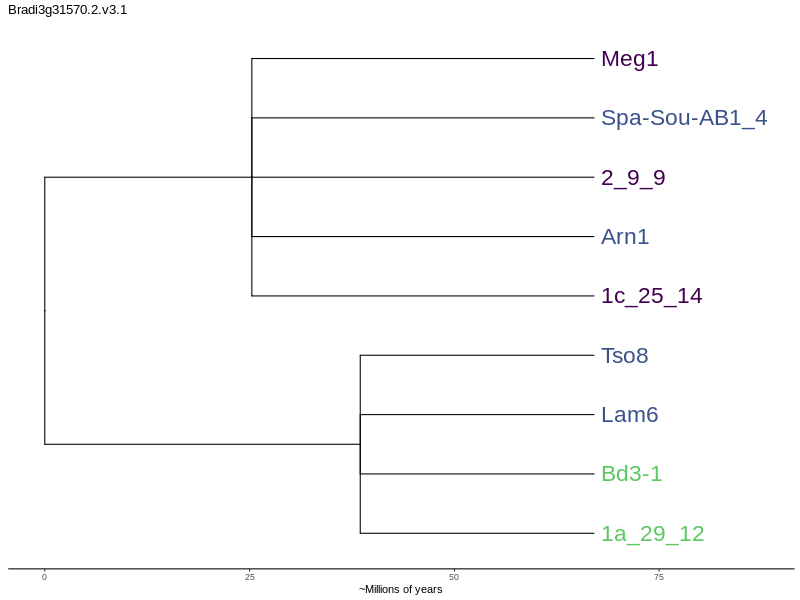 Bradi3g31570.2.v3.1
Meg1
Spa-Sou-AB1_4
2_9_9
Arn1
1c_25_14
Tso8
Lam6
Bd3-1
1a_29_12
0 25 50 75
~Millions of years